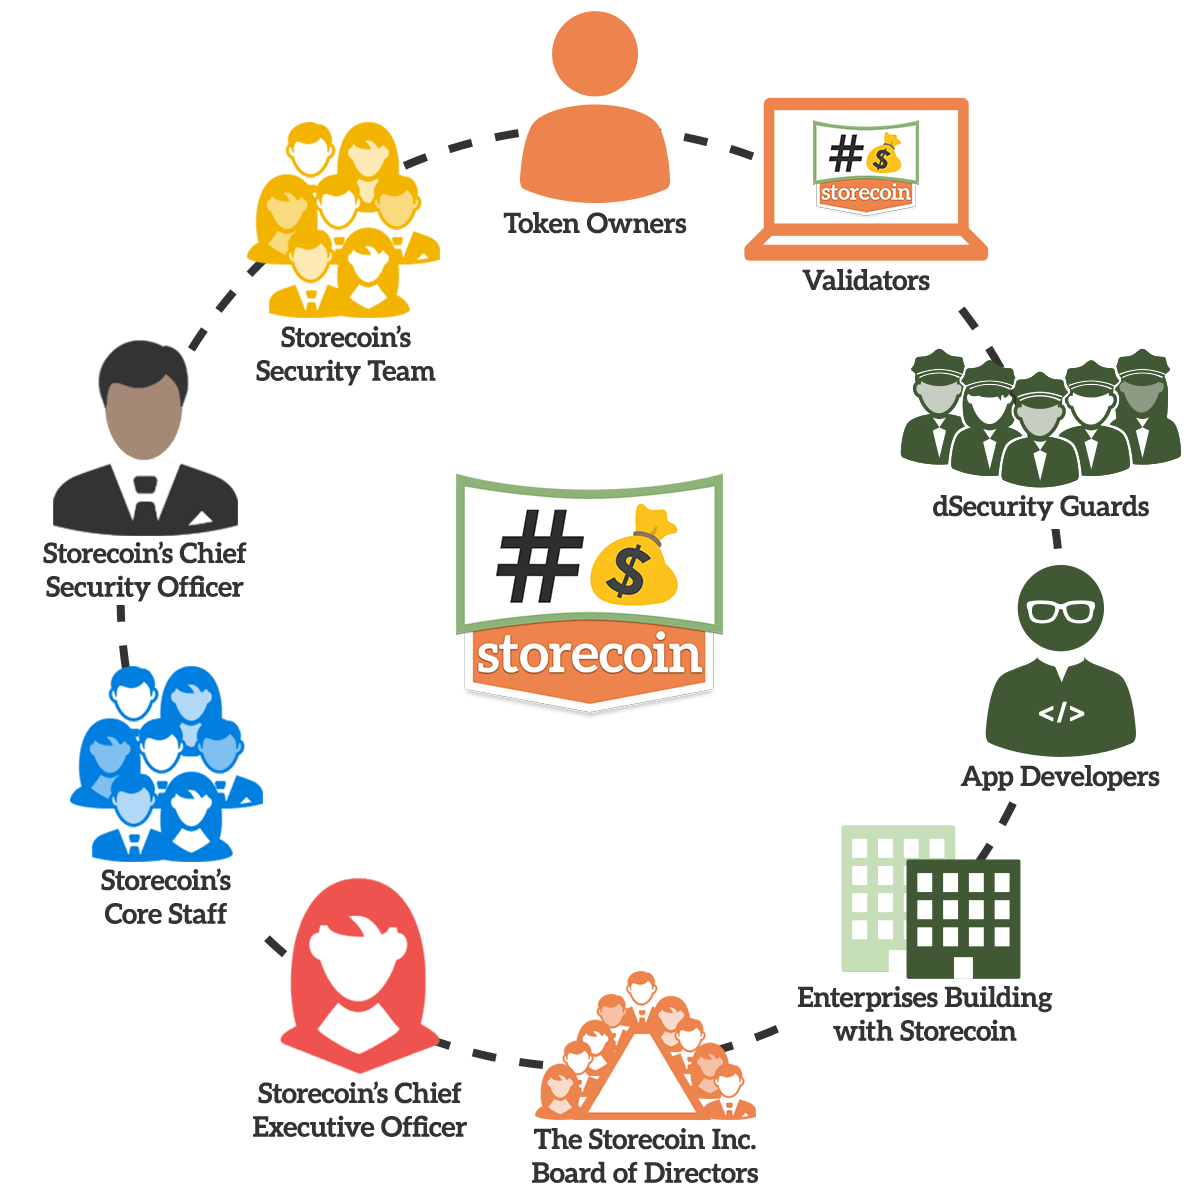 Token Owners
#$
storecoin
Validators
Storecoin's
Security Team
dSecurity Guards
Storecoin's Chief
Security Officer
#$
storecoin
</>
App Developers
Storecoin's
Core Staff
Enterprises Building
with Storecoin
Storecoin's Chief
Executive Officer
The Storecoin Inc.
Board of Directors